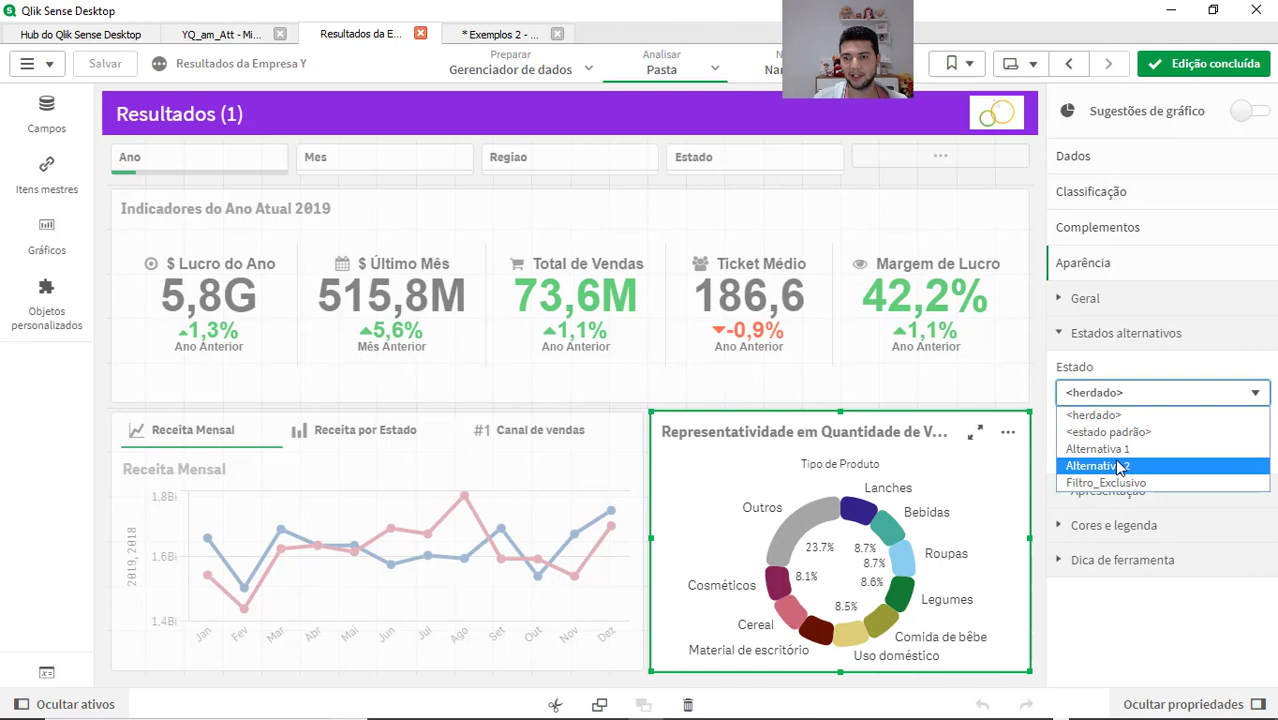 Qlik Sense Desktop
Hub do Qlik Sense Desktop
YQ_am_Att - Mi...
Resultados da E...
* Exemplos 2 - ...
Salvar
Resultados da Empresa Y
Preparar
Gerenciador de dados
Analisar
Pasta
Edição concluída
Campos
Itens mestres
Gráficos
Objetos
personalizados
Resultados (1)
Ano
Mes
Regiao
Estado
Indicadores do Ano Atual 2019
$ Lucro do Ano
5,8G
1,3%
Ano Anterior
$ Último Mês
515,8M
5,6%
Mês Anterior
Total de Vendas
73,6M
1,1%
Ano Anterior
Ticket Médio
186,6
-0,9%
Ano Anterior
Margem de Lucro
42,2%
1,1%
Ano Anterior
Receita Mensal
Receita por Estado
#1 Canal de vendas
Receita Mensal
2019, 2018
1,8Bi
1,6Bi
1,4Bi
Jan
Fev
Mar
Abr
Mai
Jun
Jul
Ago
Set
Out
Nov
Dez
Representatividade em Quantidade de V...
Tipo de Produto
Outros
Lanches
Bebidas
Roupas
Legumes
Comida de bêbe
Uso doméstico
Material de escritório
Cereal
Cosméticos
23.7%
8.7%
8.7%
8.6%
8.5%
8.1%
Sugestões de gráfico
Dados
Classificação
Complementos
Aparência
Geral
Estados alternativos
Estado
<herdado>
<herdado>
<estado padrão>
Alternativa 1
Alternativa 2
Filtro_Exclusivo
Apresentação
Cores e legenda
Dica de ferramenta
Ocultar ativos
Ocultar propriedades